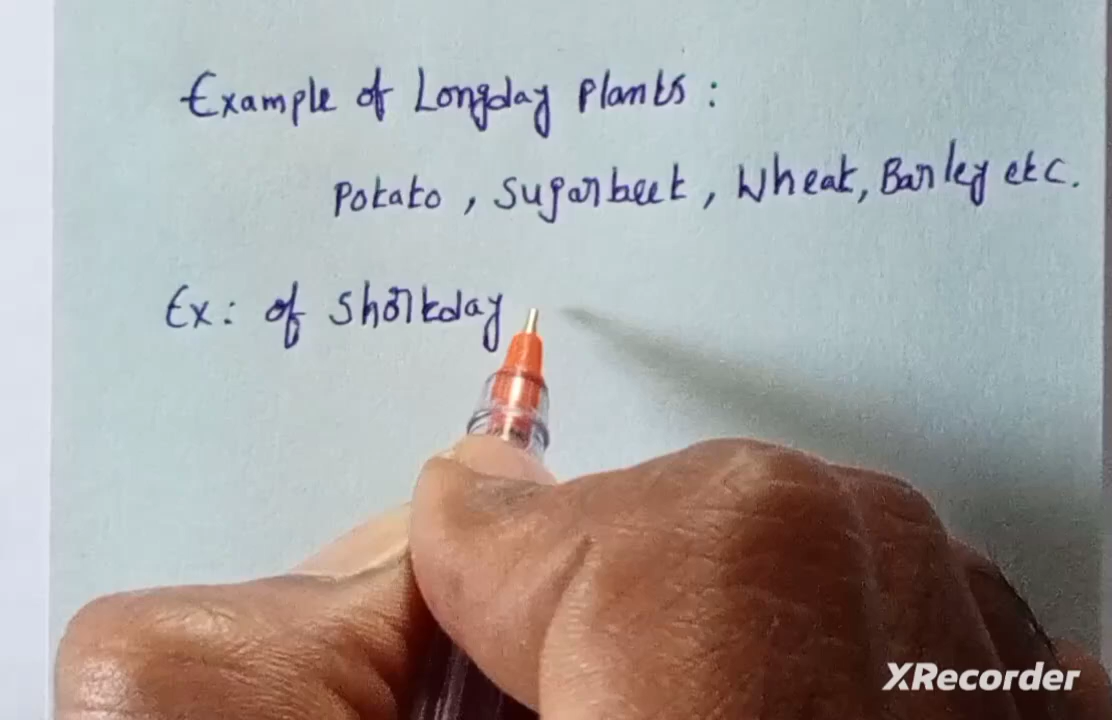 Example of Longday plants :
Potato , Sugarbeet , Wheat , Barley etc.
Ex : of Shortday
XRecorder